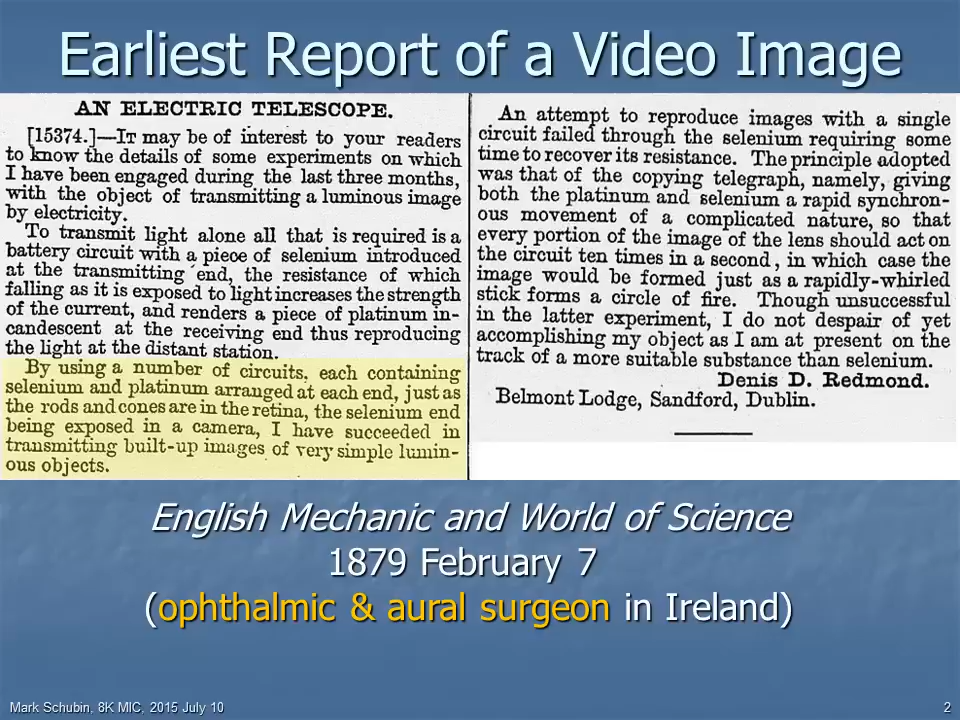 Earliest Report of a Video Image
AN ELECTRIC TELESCOPE.
[15374.]—IT may be of interest to your readers
to know the details of some experiments on which
I have been engaged during the last three months,
with the object of transmitting a luminous image
by electricity.
To transmit light alone all that is required is a
battery circuit with a piece of selenium introduced
at the transmitting end, the resistance of which
falling as it is exposed to light increases the strength
of the current, and renders a piece of platinum in-
candescent at the receiving end thus reproducing
the light at the distant station.
By using a number of circuits, each containing
selenium and platinum arranged at each end, just as
the rods and cones are in the retina, the selenium end
being exposed in a camera, I have succeeded in
transmitting built-up images of very simple lumin-
ous objects.
An attempt to reproduce images with a single
circuit failed through the selenium requiring some
time to recover its resistance. The principle adopted
was that of the copying telegraph, namely, giving
both the platinum and selenium a rapid synchron-
ous movement of a complicated nature, so that
every portion of the image of the lens should act on
the circuit ten times in a second, in which case the
image would be formed just as a rapidly-whirled
stick forms a circle of fire. Though unsuccessful
in the latter experiment, I do not despair of yet
accomplishing my object as I am at present on the
track of a more suitable substance than selenium.
Denis D. Redmond.
Belmont Lodge, Sandford, Dublin.
English Mechanic and World of Science
1879 February 7
(ophthalmic & aural surgeon in Ireland)
Mark Schubin, 8K MIC, 2015 July 10
2